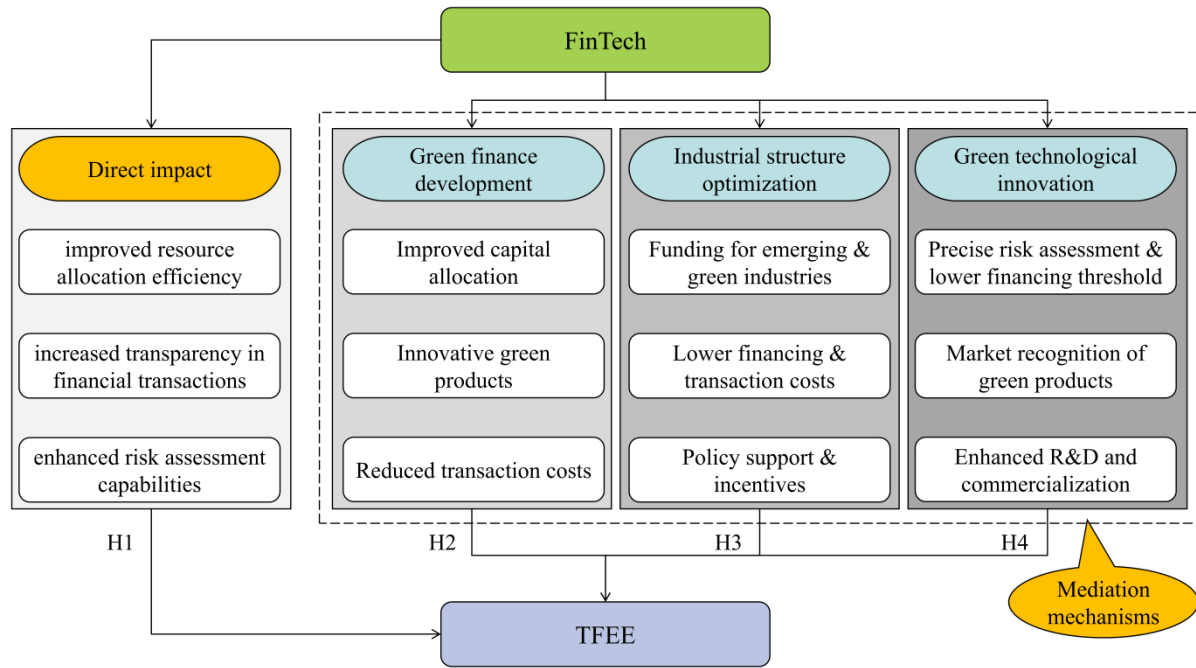 FinTech
Direct impact
improved resource
allocation efficiency
increased transparency in
financial transactions
enhanced risk assessment
capabilities
Green finance
development
Improved capital
allocation
Innovative green
products
Reduced transaction costs
Industrial structure
optimization
Funding for emerging &
green industries
Lower financing &
transaction costs
Policy support &
incentives
Green technological
innovation
Precise risk assessment &
lower financing threshold
Market recognition of
green products
Enhanced R&D and
commercialization
H1
H2
H3
H4
Mediation
mechanisms
TFEE